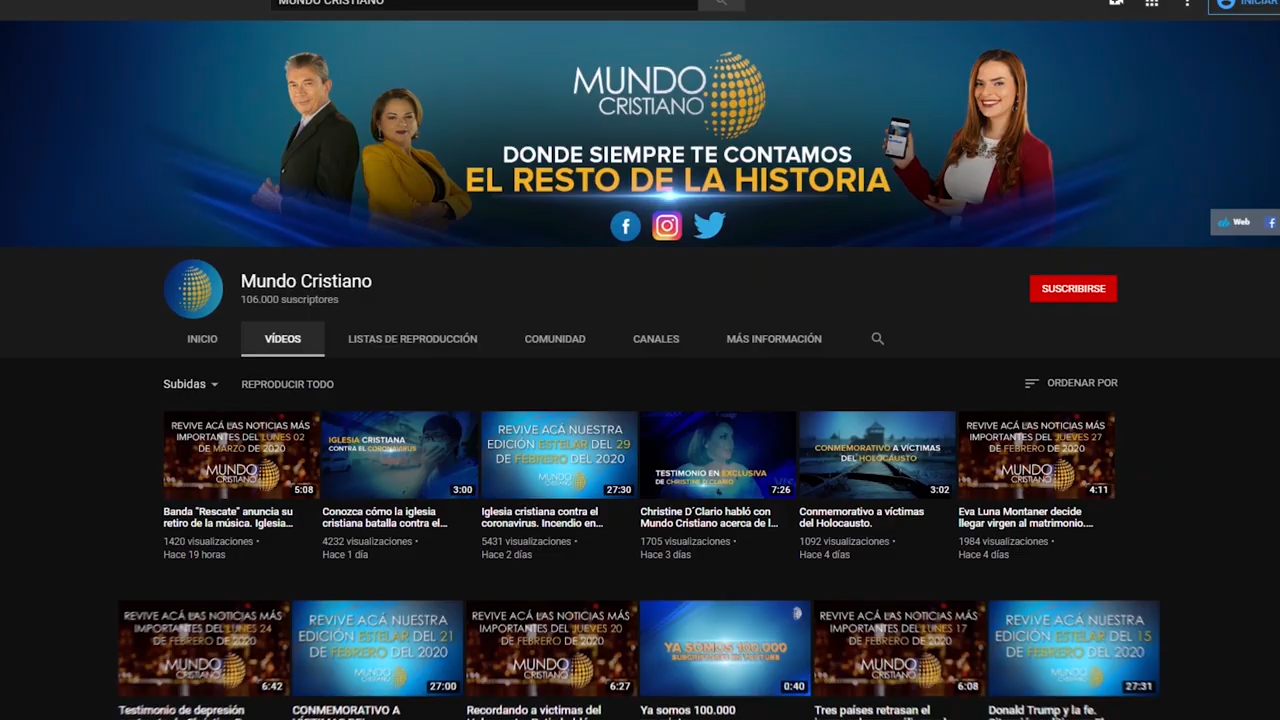 MUNDO CRISTIANO
INICIAR
MUNDO
CRISTIANO
DONDE SIEMPRE TE CONTAMOS
EL RESTO DE LA HISTORIA
Web
Mundo Cristiano
106.000 suscriptores
SUSCRIBIRSE
INICIO
VÍDEOS
LISTAS DE REPRODUCCIÓN
COMUNIDAD
CANALES
MÁS INFORMACIÓN
Subidas
REPRODUCIR TODO
ORDENAR POR
REVIVE ACÁ LAS NOTICIAS MÁS
IMPORTANTES DEL LUNES 02
DE MARZO DE 2020
MUNDO
CRISTIANO
5:08
Banda "Rescate" anuncia su
retiro de la música. Iglesia...
1420 visualizaciones •
Hace 19 horas
IGLESIA CRISTIANA
CONTRA EL CORONAVIRUS
3:00
Conozca cómo la iglesia
cristiana batalla contra el...
4232 visualizaciones •
Hace 1 día
REVIVE ACÁ NUESTRA
EDICIÓN ESTELAR DEL 29
DE FEBRERO DEL 2020
MUNDO
CRISTIANO
27:30
Iglesia cristiana contra el
coronavirus. Incendio en...
5431 visualizaciones •
Hace 2 días
TESTIMONIO EN EXCLUSIVA
DE CHRISTINE D'CLARIO
7:26
Christine D´Clario habló con
Mundo Cristiano acerca de l...
1705 visualizaciones •
Hace 3 días
CONMEMORATIVO A VÍCTIMAS
DEL HOLOCAUSTO
3:02
Conmemorativo a víctimas
del Holocausto.
1092 visualizaciones •
Hace 4 días
REVIVE ACÁ LAS NOTICIAS MÁS
IMPORTANTES DEL JUEVES 27
DE FEBRERO DE 2020
MUNDO
CRISTIANO
4:11
Eva Luna Montaner decide
llegar virgen al matrimonio....
1984 visualizaciones •
Hace 4 días
REVIVE ACÁ LAS NOTICIAS MÁS
IMPORTANTES DEL LUNES 24
DE FEBRERO DE 2020
MUNDO
CRISTIANO
6:42
Testimonio de depresión
REVIVE ACÁ NUESTRA
EDICIÓN ESTELAR DEL 21
DE FEBRERO DEL 2020
MUNDO
CRISTIANO
27:00
CONMEMORATIVO A
REVIVE ACÁ LAS NOTICIAS MÁS
IMPORTANTES DEL JUEVES 20
DE FEBRERO DE 2020
MUNDO
CRISTIANO
6:27
Recordando a victimas del
YA SOMOS 100.000
0:40
Ya somos 100.000
REVIVE ACÁ LAS NOTICIAS MÁS
IMPORTANTES DEL LUNES 17
DE FEBRERO DE 2020
MUNDO
CRISTIANO
6:08
Tres países retrasan el
REVIVE ACÁ NUESTRA
EDICIÓN ESTELAR DEL 15
DE FEBRERO DEL 2020
MUNDO
CRISTIANO
27:31
Donald Trump y la fe.